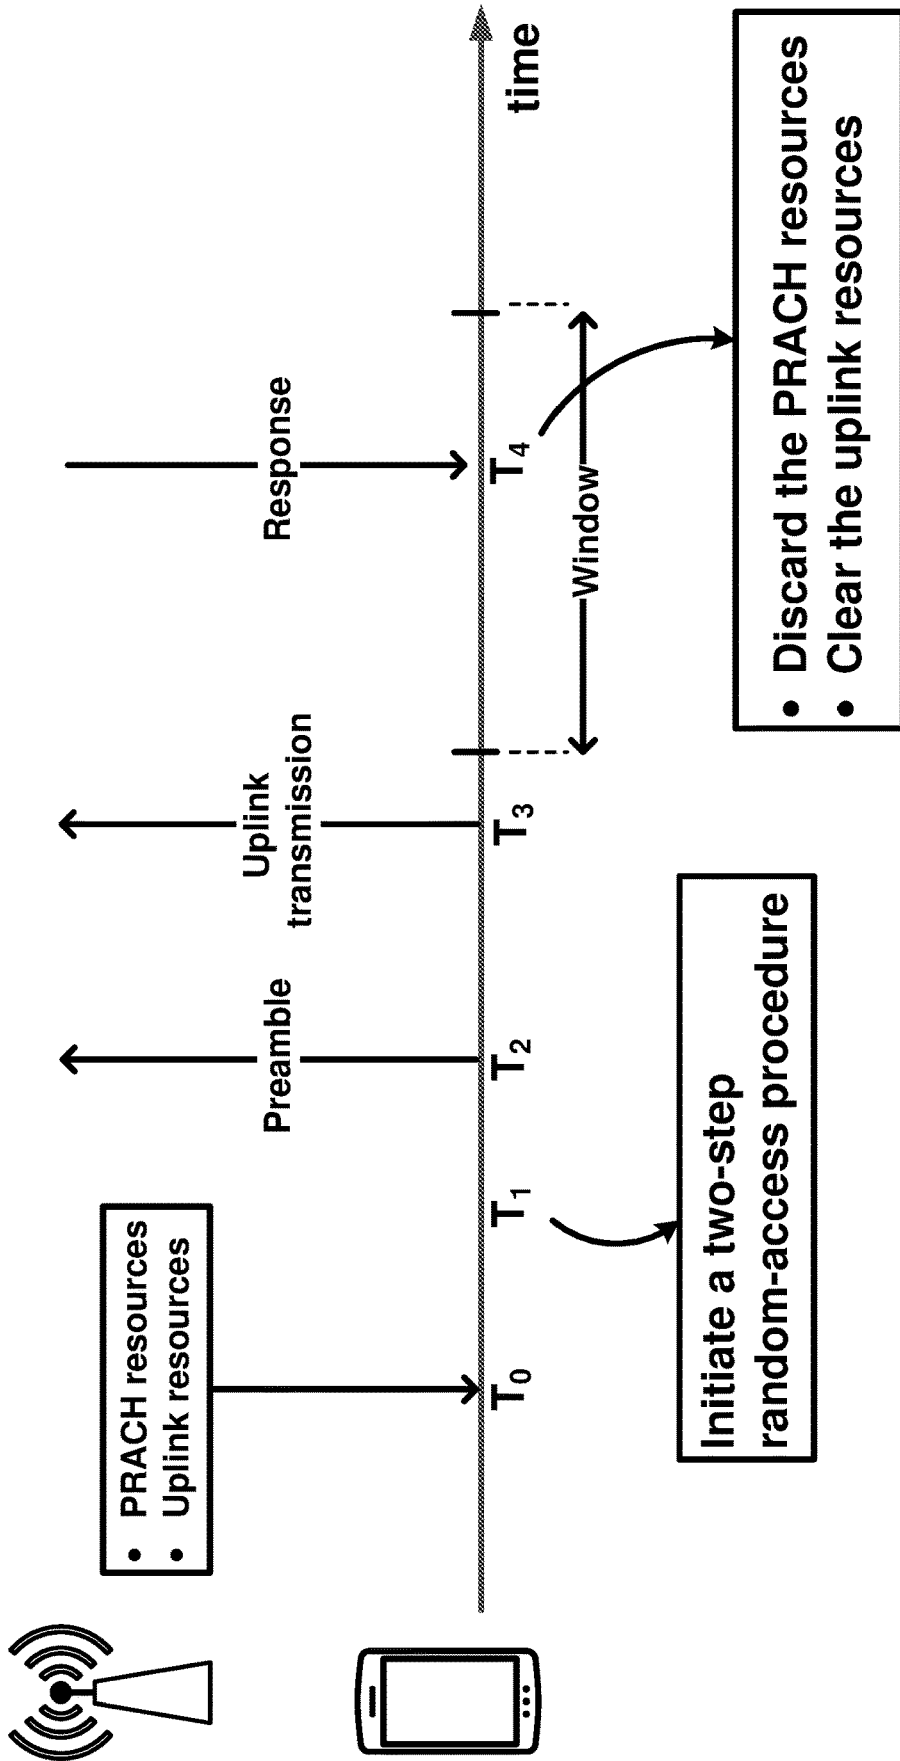 • PRACH resources
• Uplink resources
Preamble
Uplink
transmission
Response
T0
T1
T2
T3
T4
time
Window
Initiate a two-step
random-access procedure
• Discard the PRACH resources
• Clear the uplink resources